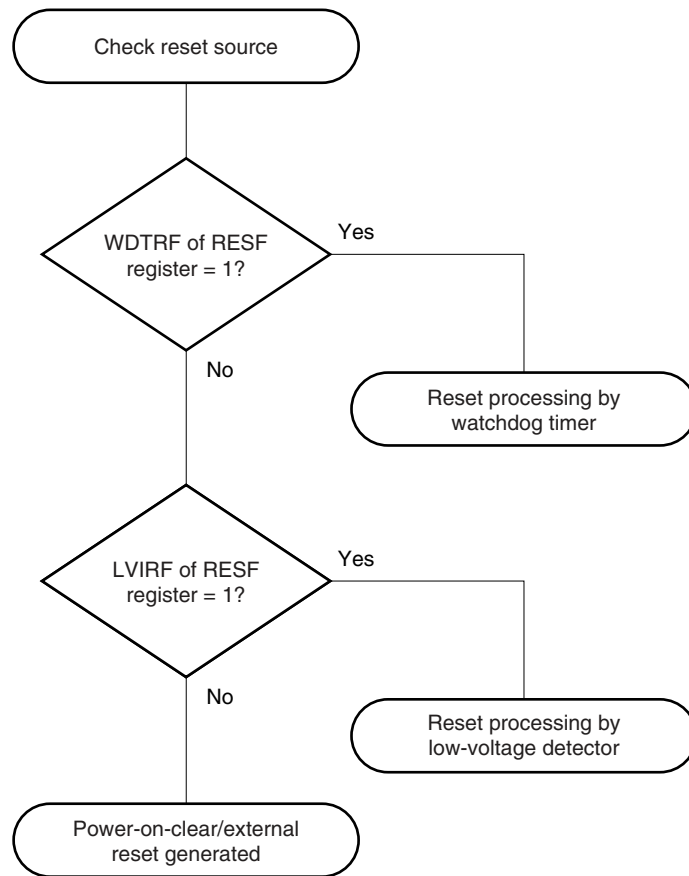 Check reset source
WDTRF of RESF
register = 1?
Yes
No
Reset processing by
watchdog timer
LVIRF of RESF
register = 1?
Yes
No
Reset processing by
low-voltage detector
Power-on-clear/external
reset generated